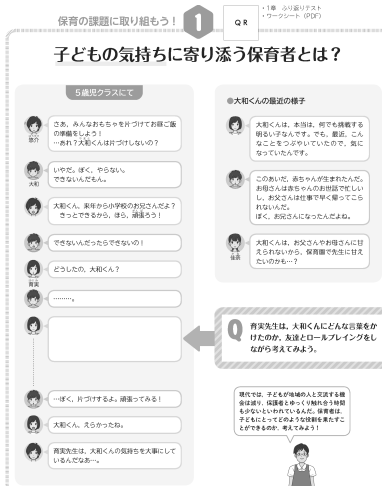 保育の課題に取り組もう！
1
QR
・1章 ふり返りテスト
・ワークシート（PDF）
子どもの気持ちに寄り添う保育者とは？
5歳児クラスにて
さあ、みんなおもちゃを片づけてお昼ご飯
の準備をしよう！
…あれ？大和くんは片づけしないの？
悠介
いやだ。ぼく、やらない。
できないんだもん。
大和
大和くん、来年から小学校のお兄さんだよ？
きっとできるから、ほら、頑張ろう！
できないんだったらできないの！
どうしたの、大和くん？
育実
………。
…ぼく、片づけするよ。頑張ってみる！
大和くん、えらかったね。
育実先生は、大和くんの気持ちを大事にして
いるんだなあ…。
●大和くんの最近の様子
大和くんは、本当は、何でも挑戦する
明るい子なんです。でも、最近、こん
なことをつぶやいていたので、気に
なっていたんです。
このあいだ、赤ちゃんが生まれたんだ。
お母さんは赤ちゃんのお世話で忙しい
し、お父さんは仕事で早く帰ってこら
れないんだ。
ぼく、お兄さんになったんだよね。
大和くんは、お父さんやお母さんに甘
えられないから、保育園で先生に甘え
たいのかも…？
Q
育実先生は、大和くんにどんな言葉をか
けたのか、友達とロールプレイングをし
ながら考えてみよう。
現代では、子どもが地域の人と交流する機
会は減り、保護者とゆっくり触れ合う時間
も少ないといわれているんだ。保育者は、
子どもにとってどのような役割を果たすこ
とができるのか、考えてみよう！